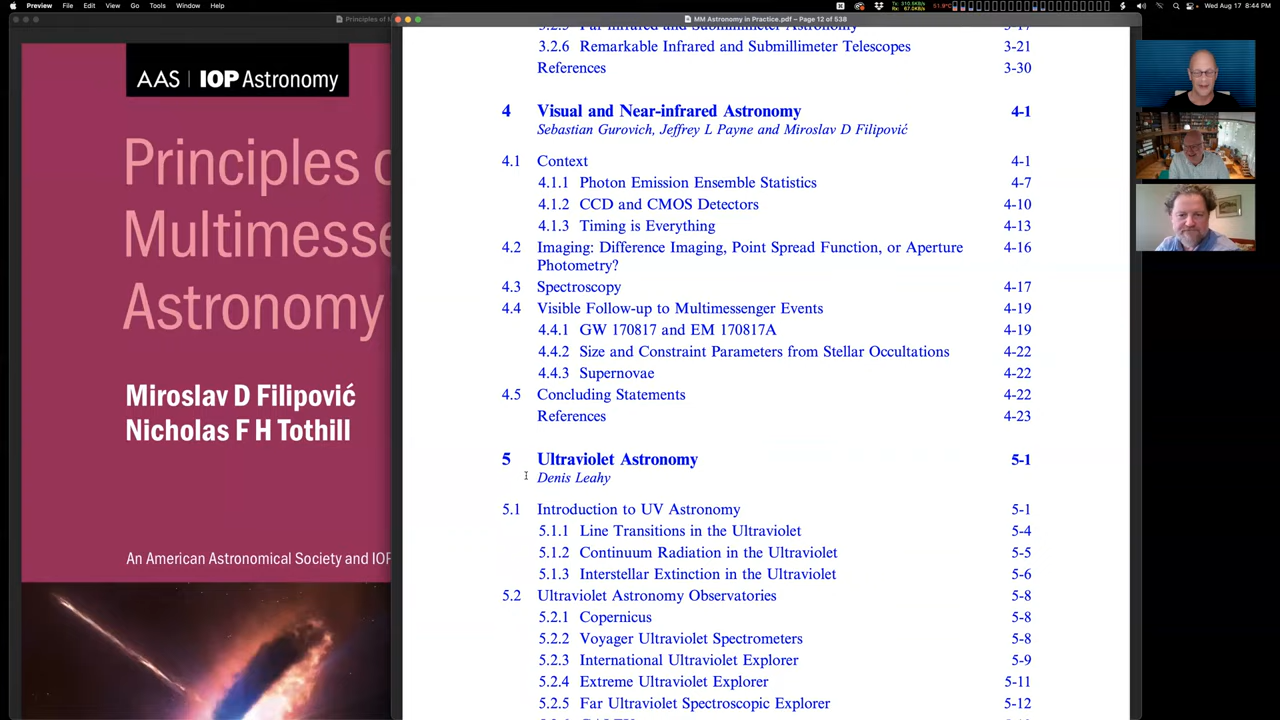 Preview File Edit View Go Tools Window Help
51.9°C
Wed Aug 17 8:44 PM
MM Astronomy in Practice.pdf – Page 12 of 538
AAS | IOP Astronomy
Principles
Multimesse
Astronomy
Miroslav D Filipović
Nicholas F H Tothill
An American Astronomical Society and IOP
3.2.6 Remarkable Infrared and Submillimeter Telescopes 3-21
References 3-30
4 Visual and Near-infrared Astronomy 4-1
Sebastian Gurovich, Jeffrey L Payne and Miroslav D Filipović
4.1 Context 4-1
4.1.1 Photon Emission Ensemble Statistics 4-7
4.1.2 CCD and CMOS Detectors 4-10
4.1.3 Timing is Everything 4-13
4.2 Imaging: Difference Imaging, Point Spread Function, or Aperture 4-16
Photometry?
4.3 Spectroscopy 4-17
4.4 Visible Follow-up to Multimessenger Events 4-19
4.4.1 GW 170817 and EM 170817A 4-19
4.4.2 Size and Constraint Parameters from Stellar Occultations 4-22
4.4.3 Supernovae 4-22
4.5 Concluding Statements 4-22
References 4-23
5 Ultraviolet Astronomy 5-1
Denis Leahy
5.1 Introduction to UV Astronomy 5-1
5.1.1 Line Transitions in the Ultraviolet 5-4
5.1.2 Continuum Radiation in the Ultraviolet 5-5
5.1.3 Interstellar Extinction in the Ultraviolet 5-6
5.2 Ultraviolet Astronomy Observatories 5-8
5.2.1 Copernicus 5-8
5.2.2 Voyager Ultraviolet Spectrometers 5-8
5.2.3 International Ultraviolet Explorer 5-9
5.2.4 Extreme Ultraviolet Explorer 5-11
5.2.5 Far Ultraviolet Spectroscopic Explorer 5-12